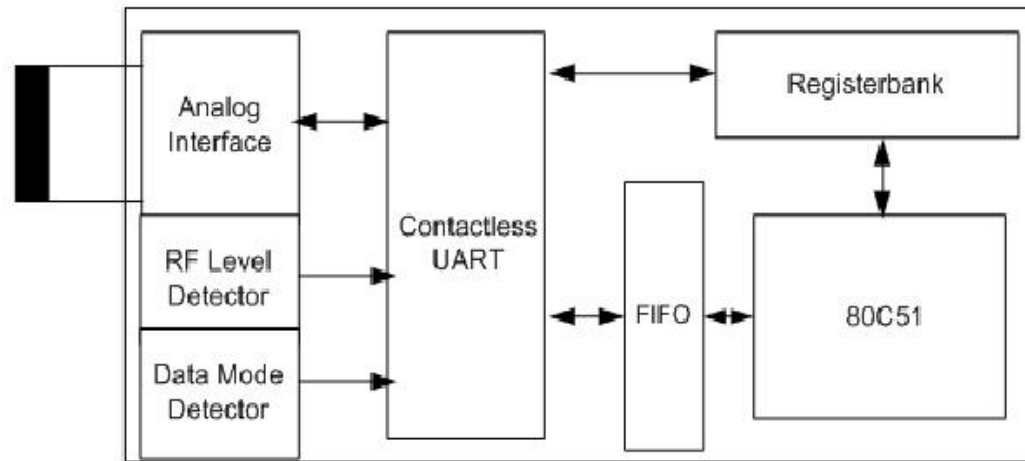 Analog
Interface
RF Level
Detector
Data Mode
Detector
Contactless
UART
FIFO
Registerbank
80C51